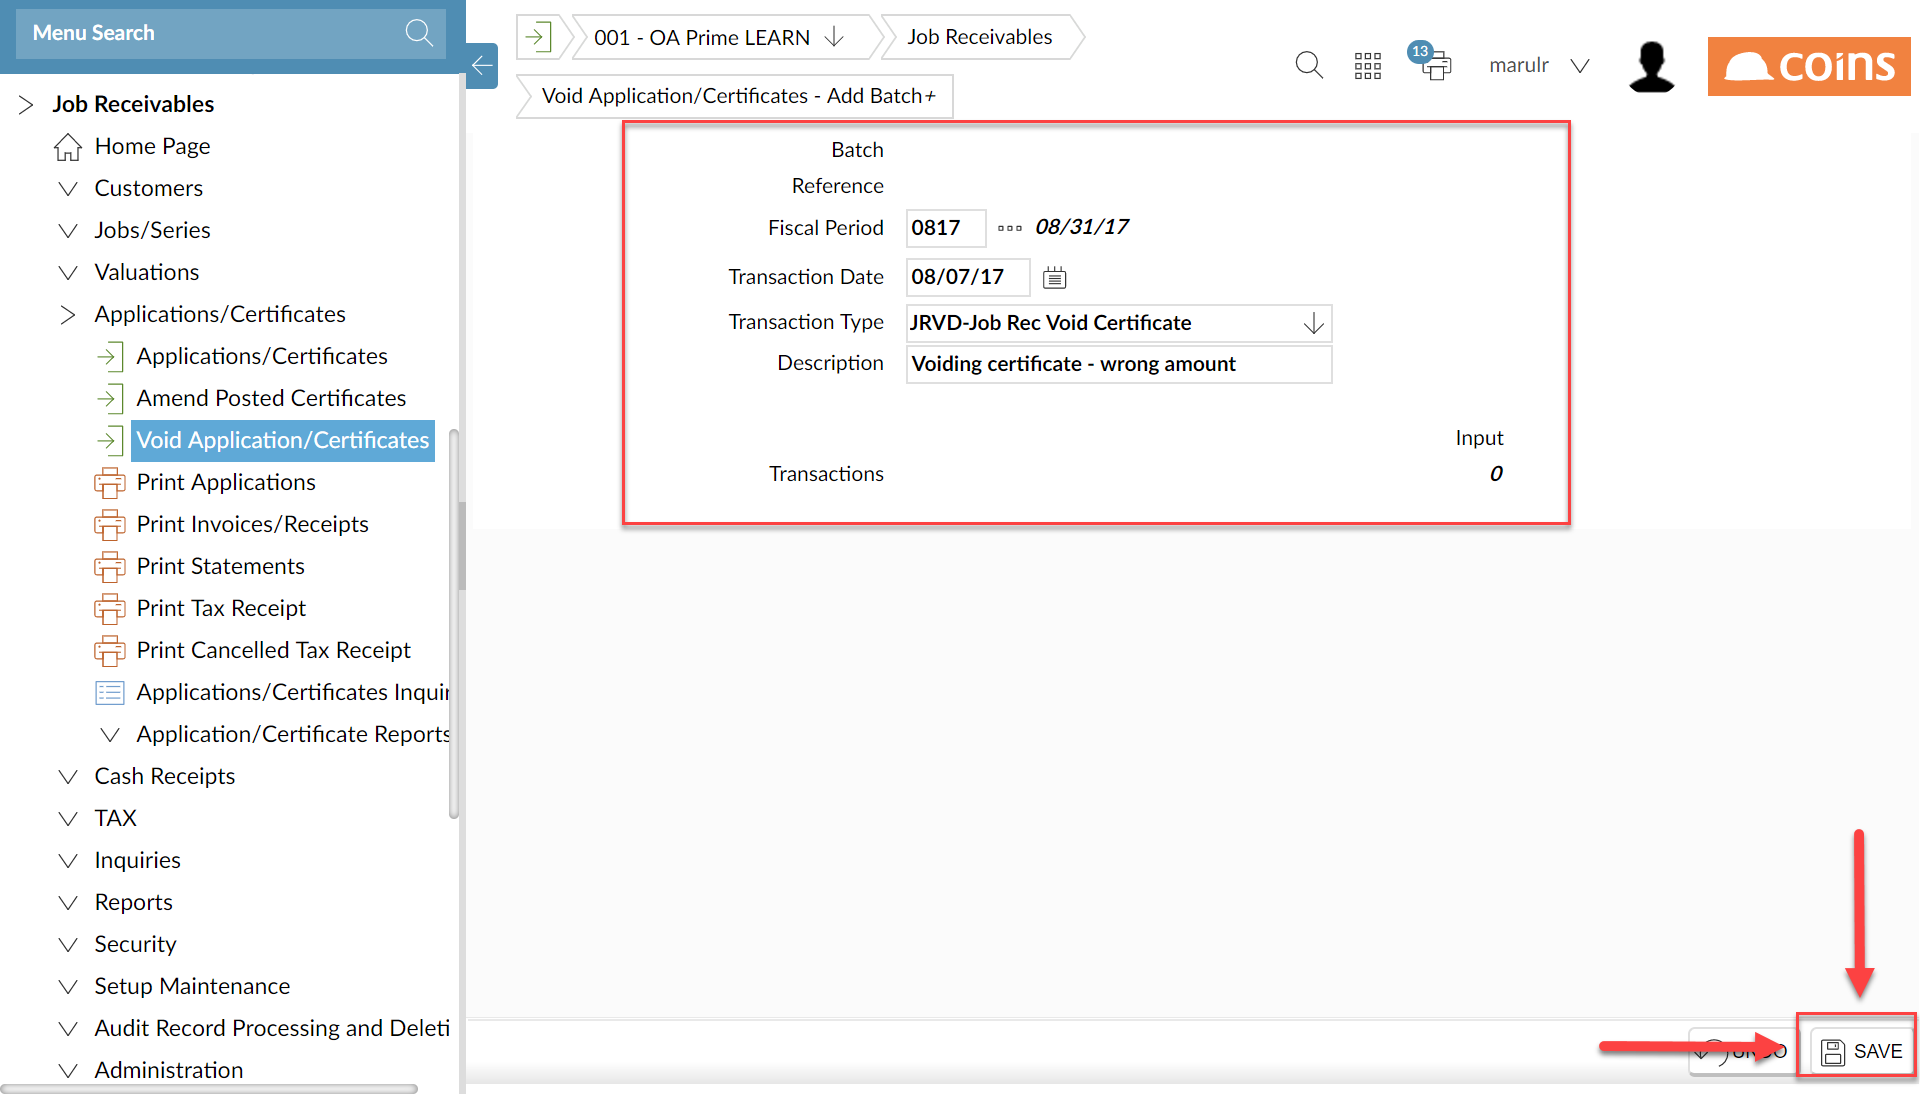 Menu Search
Job Receivables
Home Page
Customers
Jobs/Series
Valuations
Applications/Certificates
Applications/Certificates
Amend Posted Certificates
Void Application/Certificates
Print Applications
Print Invoices/Receipts
Print Statements
Print Tax Receipt
Print Cancelled Tax Receipt
Applications/Certificates Inquir
Application/Certificate Reports
Cash Receipts
TAX
Inquiries
Reports
Security
Setup Maintenance
Audit Record Processing and Deleti
Administration
001 - OA Prime LEARN
Job Receivables
Void Application/Certificates - Add Batch+
13
marulr
coins
Batch
Reference
Fiscal Period 0817 08/31/17
Transaction Date 08/07/17
Transaction Type JRVD-Job Rec Void Certificate
Description Voiding certificate - wrong amount
Input
Transactions 0
UNDO
SAVE